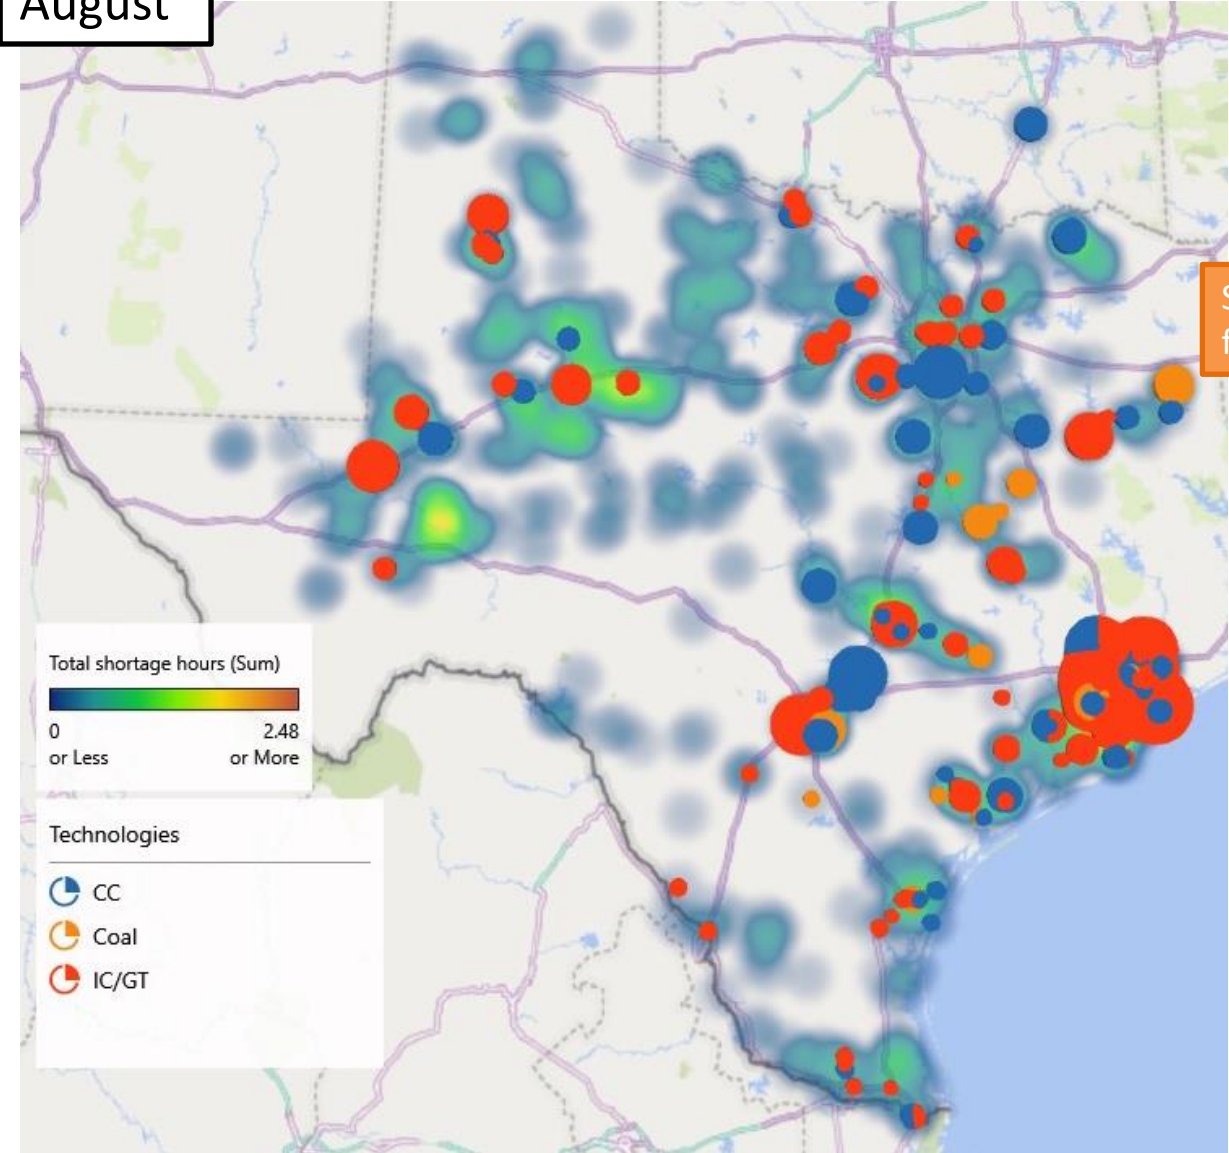 August
S
f
Total shortage hours (Sum)
0 2.48
or Less or More
Technologies
CC
Coal
IC/GT